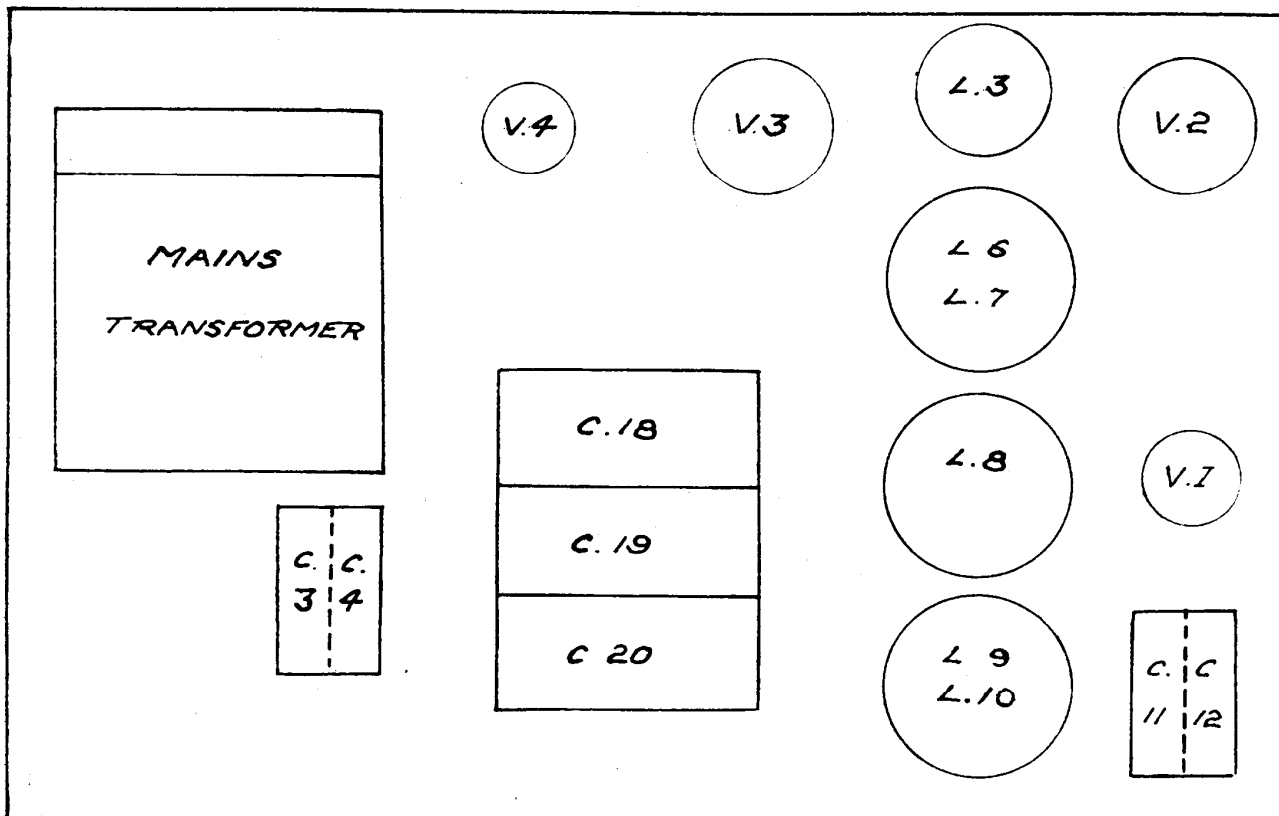 L.3
V.4
V.3
V.2
L 6
L.7
MAINS
TRANSFORMER
C.18
L.8
V.I
C.19
C. C.
3 4
C 20
L 9
L.10
C. C
11 12